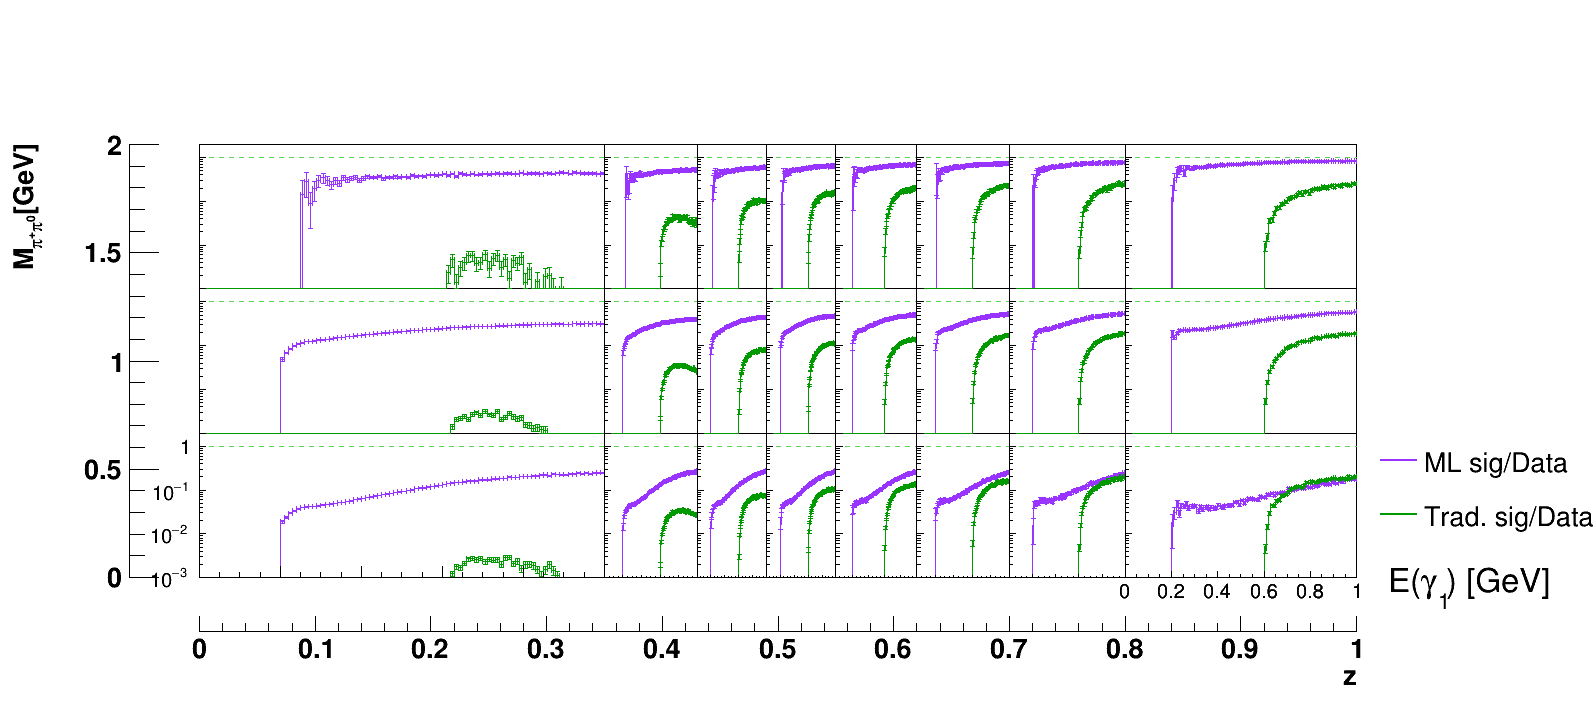 M_{π⁺π⁰} [GeV]
2
1.5
1
0.5
0
1
10⁻¹
10⁻²
10⁻³
0 0.2 0.4 0.6 0.8 1
E(γ₁) [GeV]
ML sig/Data
Trad. sig/Data
0 0.1 0.2 0.3 0.4 0.5 0.6 0.7 0.8 0.9 1
z